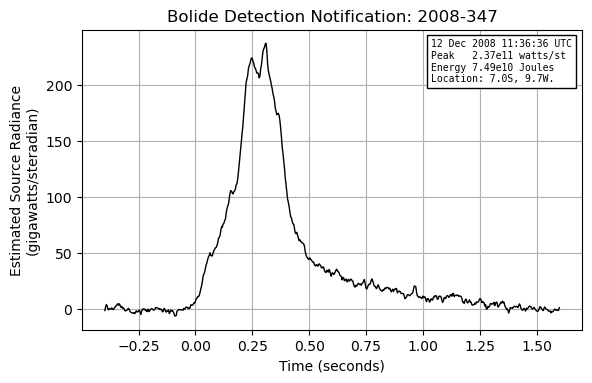 Bolide Detection Notification: 2008-347
12 Dec 2008 11:36:36 UTC
Peak   2.37e11 watts/st
Energy 7.49e10 Joules
Location: 7.0S, 9.7W.
Estimated Source Radiance
(gigawatts/steradian)
200
150
100
50
0
−0.25 0.00 0.25 0.50 0.75 1.00 1.25 1.50
Time (seconds)